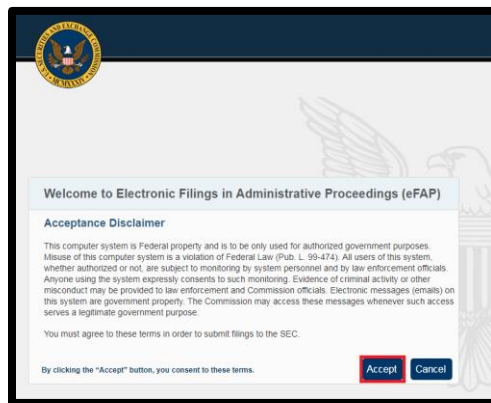 U.S. SECURITIES AND EXCHANGE COMMISSION
MCMXXXIV
Welcome to Electronic Filings in Administrative Proceedings (eFAP)
Acceptance Disclaimer
This computer system is Federal property and is to be only used for authorized government purposes.
Misuse of this computer system is a violation of Federal Law (Pub. L. 99-474). All users of this system,
whether authorized or not, are subject to monitoring by system personnel and by law enforcement officials.
Anyone using the system expressly consents to such monitoring. Evidence of criminal activity or other
misconduct may be provided to law enforcement and Commission officials. Electronic messages (emails) on
this system are government property. The Commission may access these messages whenever such access
serves a legitimate government purpose.
You must agree to these terms in order to submit filings to the SEC.
By clicking the “Accept” button, you consent to these terms.
Accept
Cancel